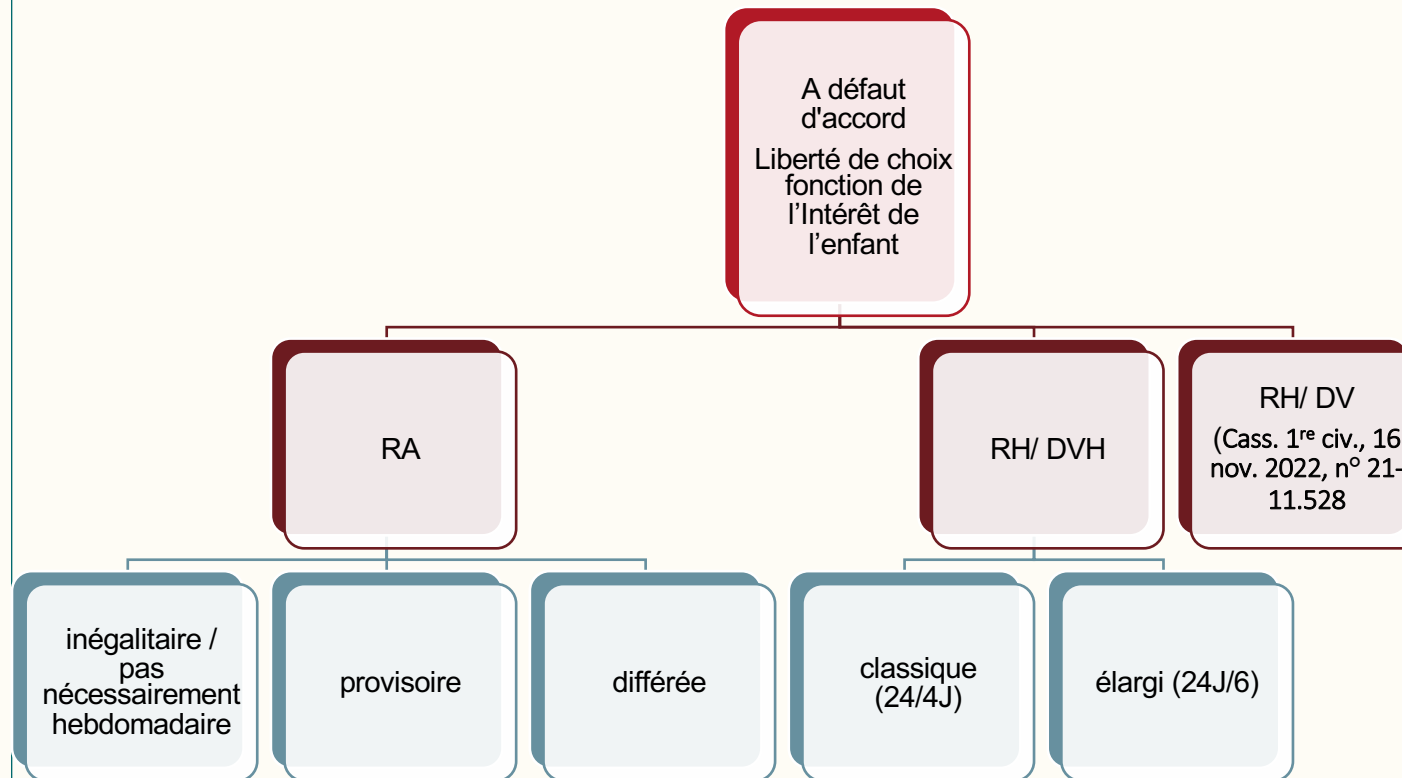 A défaut
d'accord
Liberté de choix
fonction de
l'Intérêt de
l'enfant
RA
RH/ DVH
RH/ DV
(Cass. 1re civ., 16
nov. 2022, n° 21-
11.528
inégalitaire /
pas
nécessairement
hebdomadaire
provisoire
différée
classique
(24/4J)
élargi (24J/6)